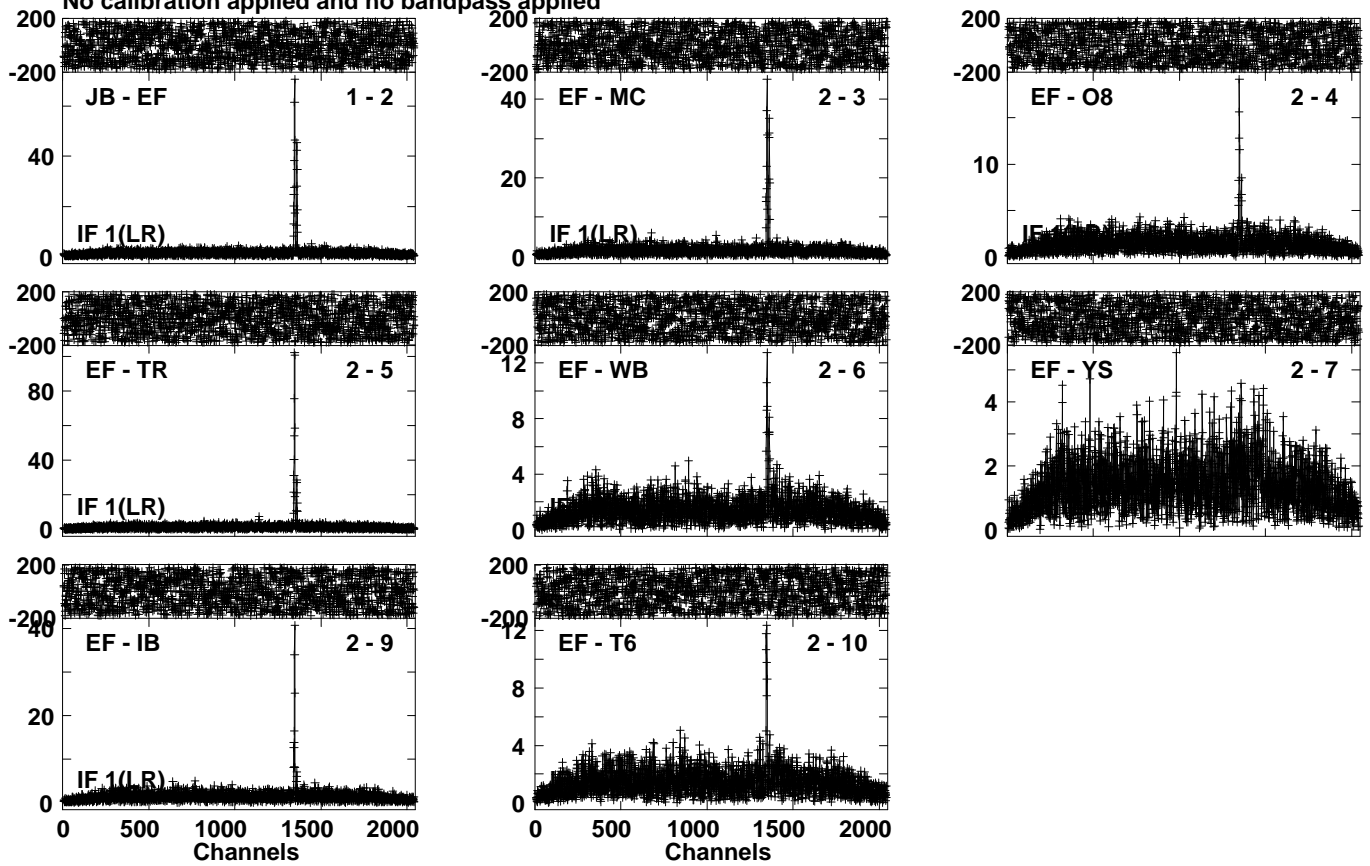 No calibration applied and no bandpass applied
200
-200
JB - EF 1 - 2
40
IF 1(LR)
0
EF - MC 2 - 3
40
20
IF 1(LR)
0
200
-200
EF - O8 2 - 4
10
0
200
-200
EF - TR 2 - 5
80
40
IF 1(LR)
0
200
-200
EF - WB 2 - 6
12
8
4
0
200
-200
EF - YS 2 - 7
4
2
0
200
-200
EF - IB 2 - 9
40
20
IF 1(LR)
0
0 500 1000 1500 2000
Channels
200
-200
EF - T6 2 - 10
12
8
4
0
0 500 1000 1500 2000
Channels